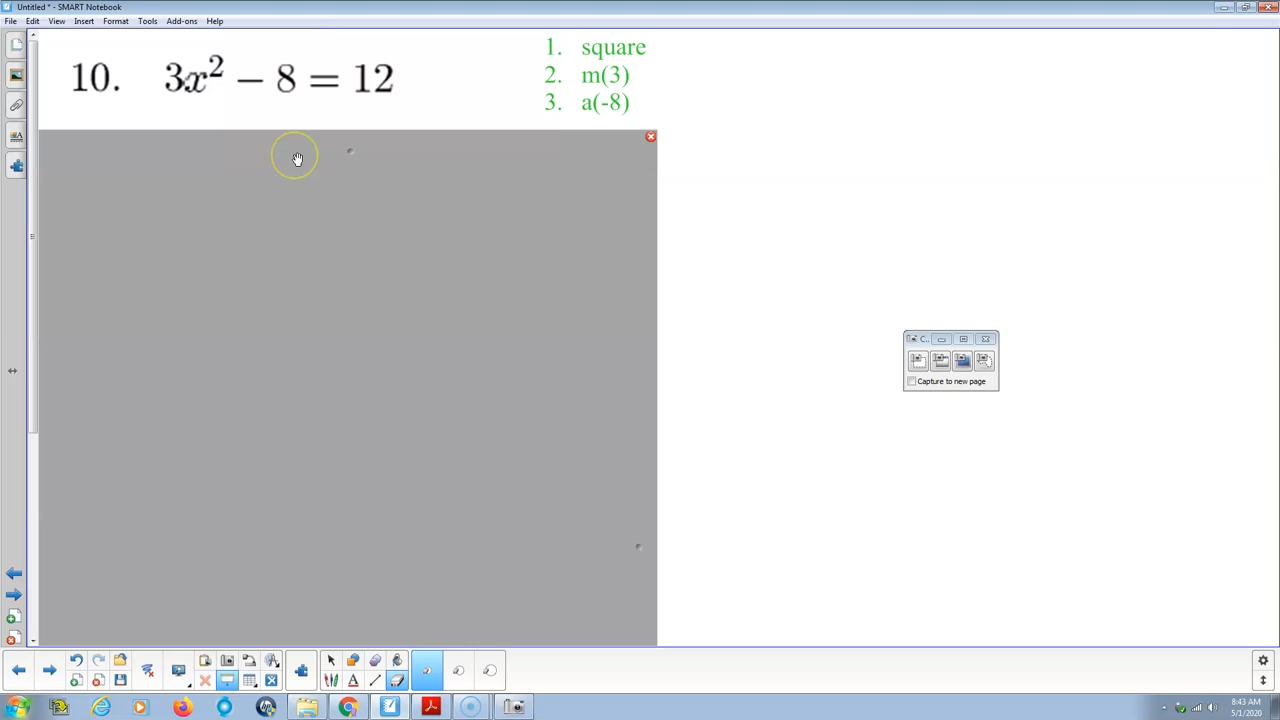 Untitled * - SMART Notebook
File Edit View Insert Format Tools Add-ons Help
10. 3x² − 8 = 12
1. square
2. m(3)
3. a(-8)
C..
Capture to new page
8:43 AM
5/1/2020